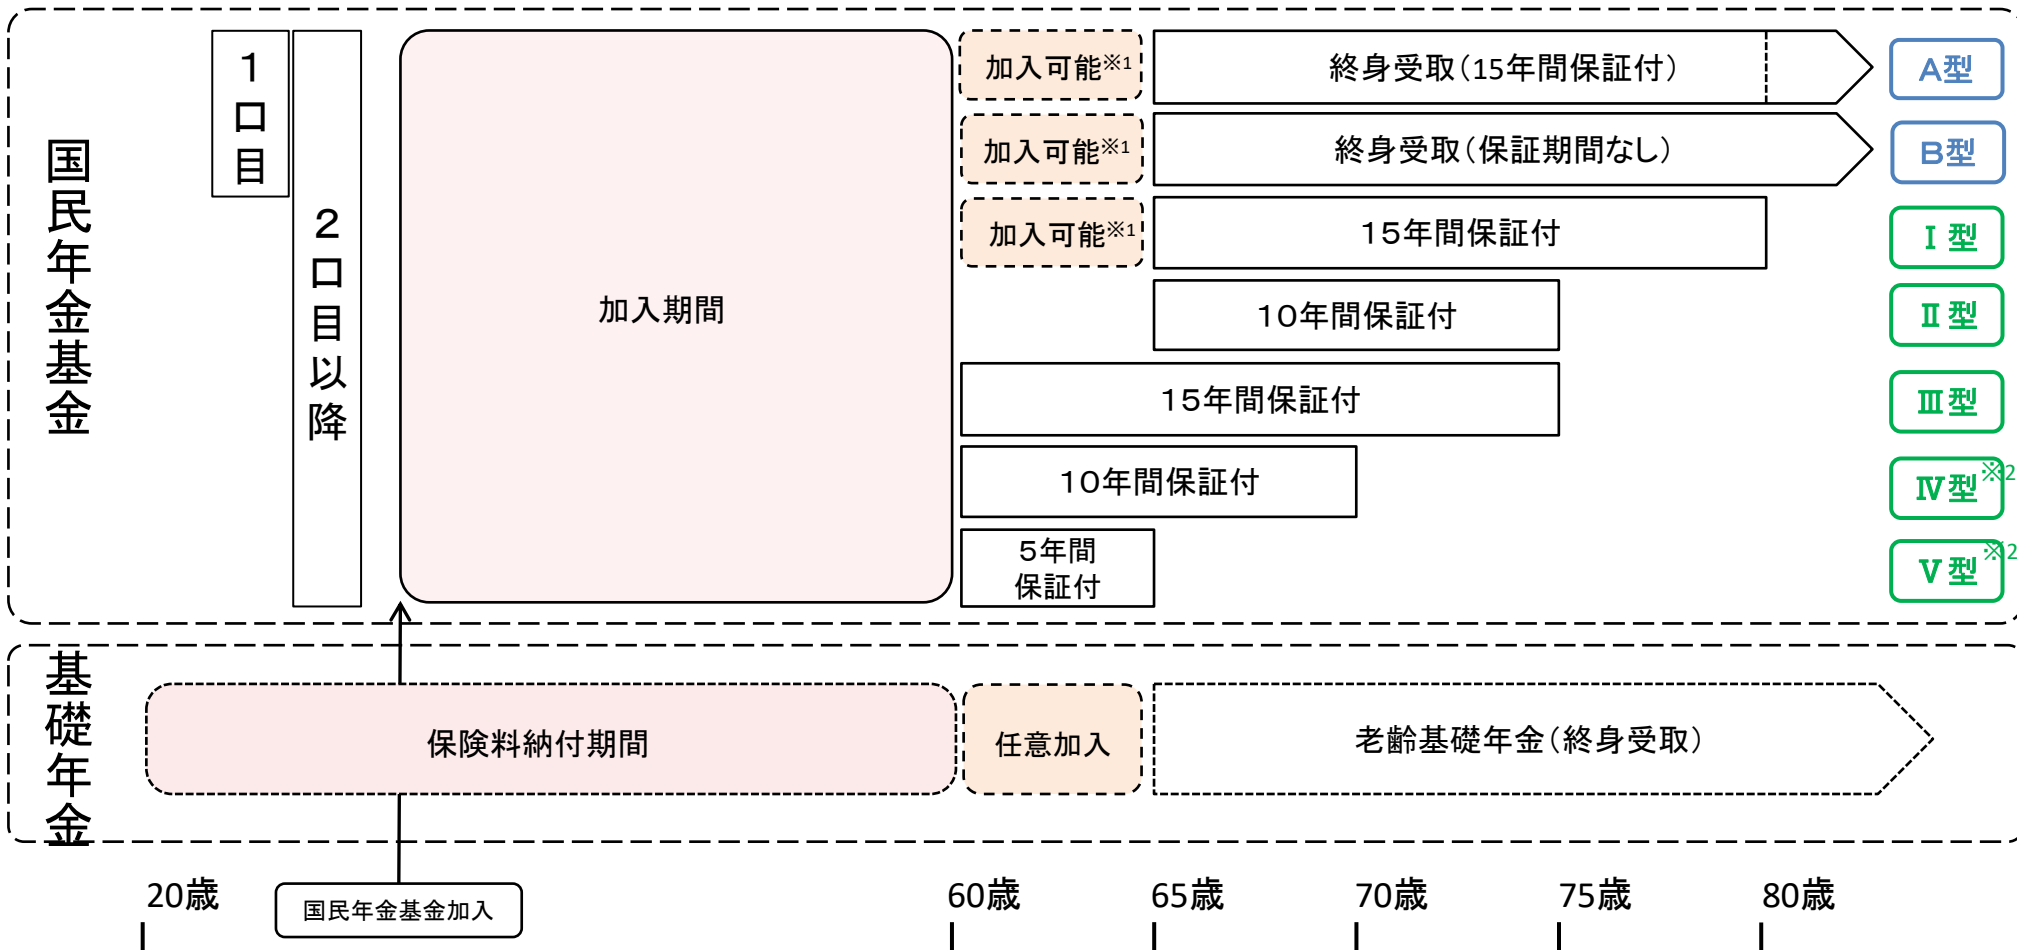 国民年金基金
1口目
2口目以降
加入期間
加入可能※1
終身受取(15年間保証付)
A型
加入可能※1
終身受取(保証期間なし)
B型
加入可能※1
15年間保証付
Ⅰ型
10年間保証付
Ⅱ型
15年間保証付
Ⅲ型
10年間保証付
Ⅳ型※2
5年間
保証付
Ⅴ型※2
基礎年金
保険料納付期間
任意加入
老齢基礎年金(終身受取)
20歳
国民年金基金加入
60歳
65歳
70歳
75歳
80歳